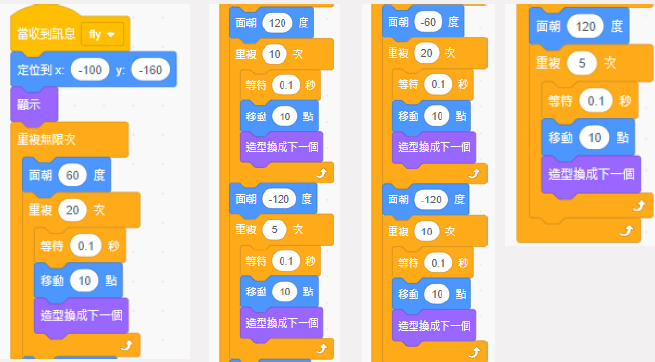 當收到訊息 fly
定位到 x: -100 y: -160
顯示
重複無限次
面朝 60 度
重複 20 次
等待 0.1 秒
移動 10 點
造型換成下一個
面朝 120 度
重複 10 次
等待 0.1 秒
移動 10 點
造型換成下一個
面朝 -120 度
重複 5 次
等待 0.1 秒
移動 10 點
造型換成下一個
面朝 -60 度
重複 20 次
等待 0.1 秒
移動 10 點
造型換成下一個
面朝 -120 度
重複 10 次
等待 0.1 秒
移動 10 點
造型換成下一個
面朝 120 度
重複 5 次
等待 0.1 秒
移動 10 點
造型換成下一個